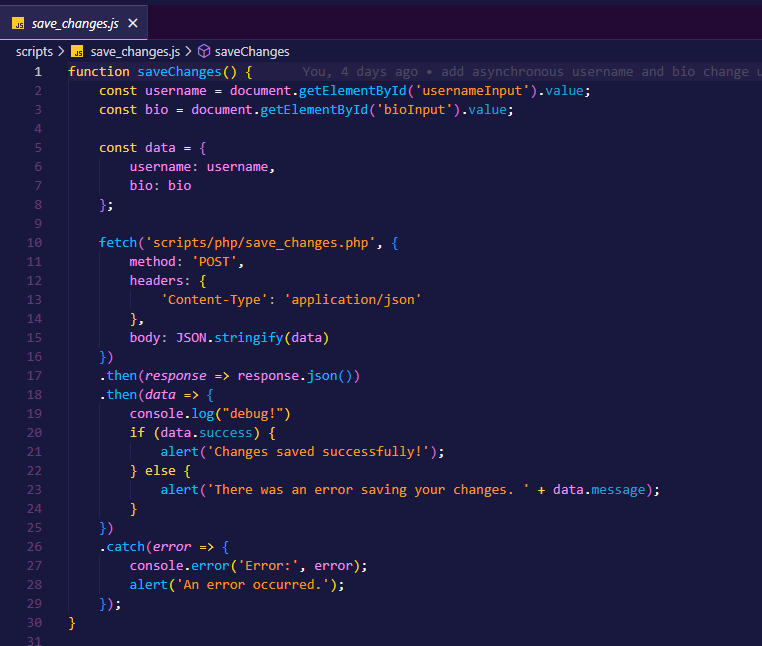 JS save_changes.js ×
scripts > JS save_changes.js > saveChanges
1 function saveChanges() { You, 4 days ago • add asynchronous username and bio change
2 const username = document.getElementById('usernameInput').value;
3 const bio = document.getElementById('bioInput').value;
4
5 const data = {
6 username: username,
7 bio: bio
8 };
9
10 fetch('scripts/php/save_changes.php', {
11 method: 'POST',
12 headers: {
13 'Content-Type': 'application/json'
14 },
15 body: JSON.stringify(data)
16 })
17 .then(response => response.json())
18 .then(data => {
19 console.log("debug!")
20 if (data.success) {
21 alert('Changes saved successfully!');
22 } else {
23 alert('There was an error saving your changes. ' + data.message);
24 }
25 })
26 .catch(error => {
27 console.error('Error:', error);
28 alert('An error occurred.');
29 });
30 }
31